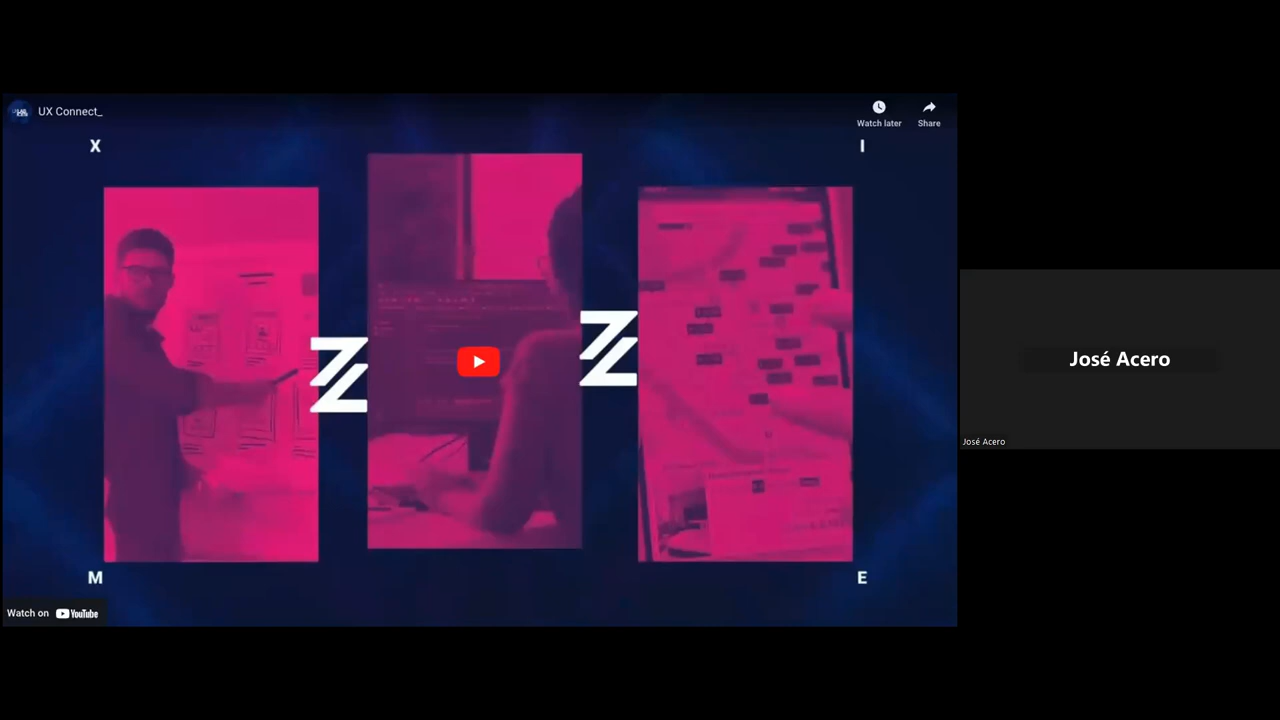 UX Connect_
Watch later
Share
X
I
José Acero
José Acero
M
E
Watch on YouTube